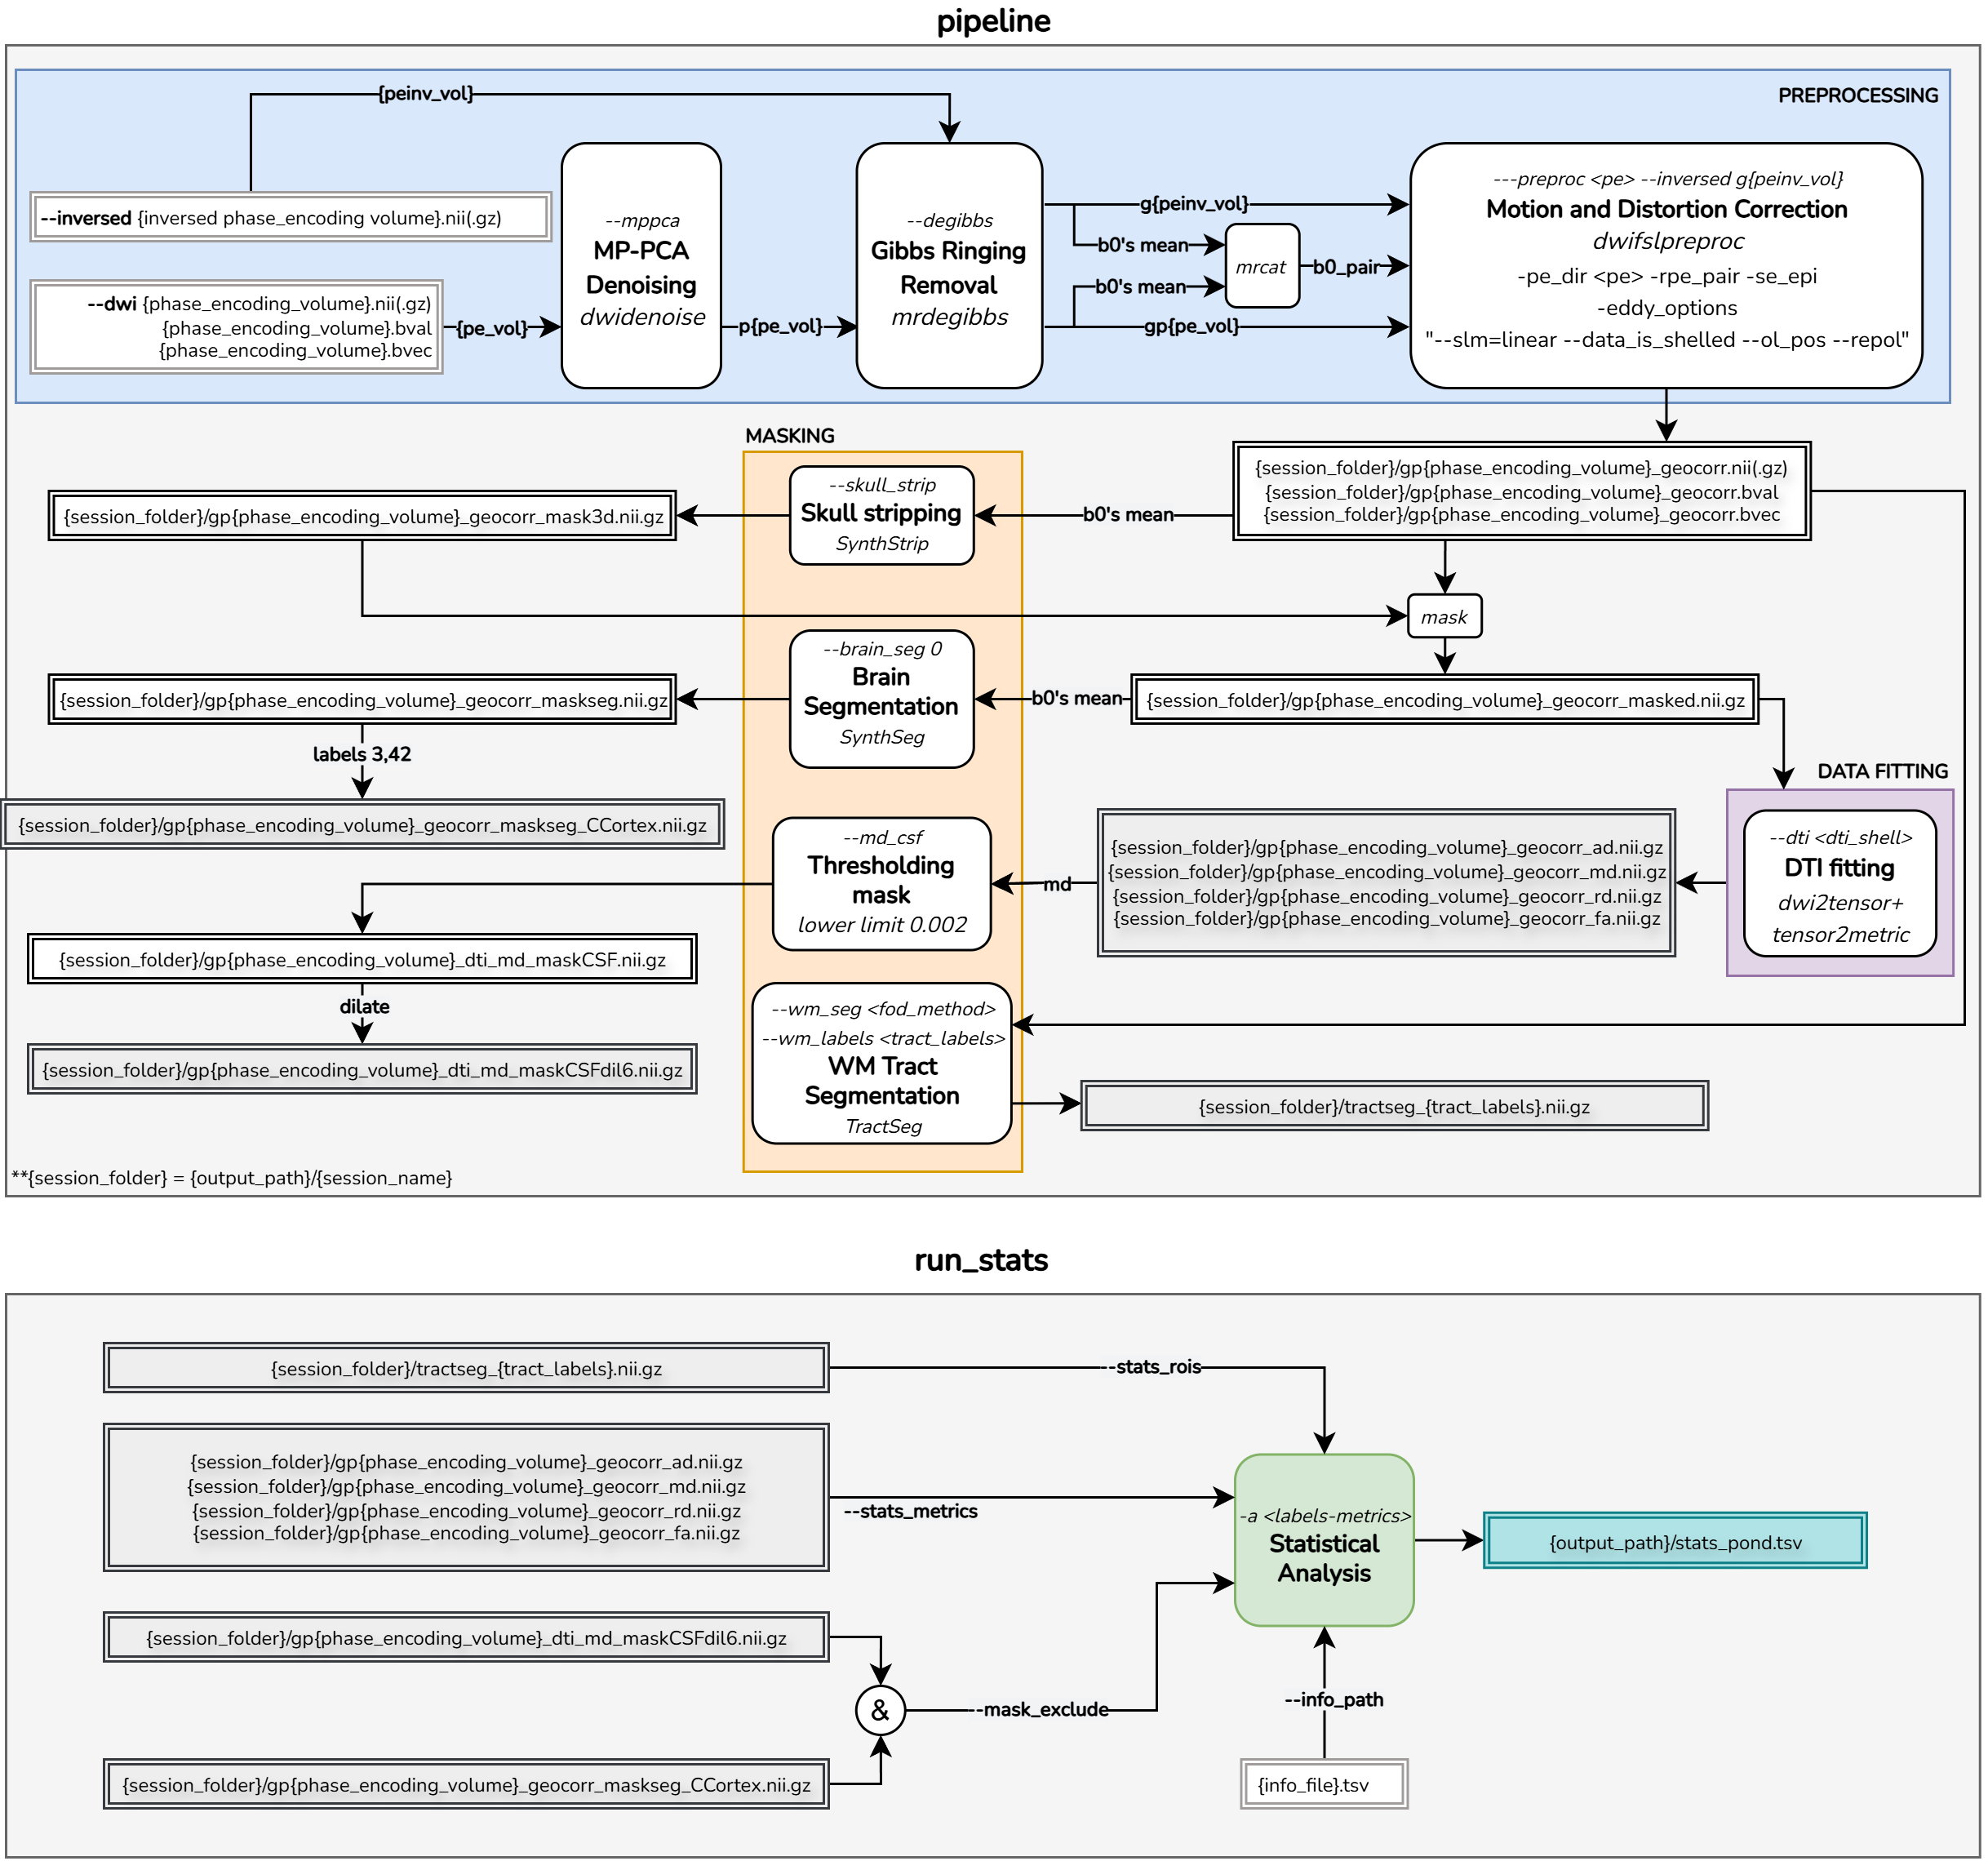 pipeline
PREPROCESSING
{peinv_vol}
--inversed {inversed phase_encoding volume}.nii(.gz)
--dwi {phase_encoding_volume}.nii(.gz)
{phase_encoding_volume}.bval
{phase_encoding_volume}.bvec
{pe_vol}
--mppca
MP-PCA
Denoising
dwidenoise
p{pe_vol}
--degibbs
Gibbs Ringing
Removal
mrdegibbs
g{peinv_vol}
b0's mean
b0's mean
gp{pe_vol}
mrcat
b0_pair
---preproc <pe> --inversed g{peinv_vol}
Motion and Distortion Correction
dwifslpreproc
-pe_dir <pe> -rpe_pair -se_epi
-eddy_options
"--slm=linear --data_is_shelled --ol_pos --repol"
MASKING
{session_folder}/gp{phase_encoding_volume}_geocorr.nii(.gz)
{session_folder}/gp{phase_encoding_volume}_geocorr.bval
{session_folder}/gp{phase_encoding_volume}_geocorr.bvec
b0's mean
--skull_strip
Skull stripping
SynthStrip
{session_folder}/gp{phase_encoding_volume}_geocorr_mask3d.nii.gz
mask
{session_folder}/gp{phase_encoding_volume}_geocorr_masked.nii.gz
b0's mean
--brain_seg 0
Brain
Segmentation
SynthSeg
{session_folder}/gp{phase_encoding_volume}_geocorr_maskseg.nii.gz
labels 3,42
{session_folder}/gp{phase_encoding_volume}_geocorr_maskseg_CCortex.nii.gz
DATA FITTING
--dti <dti_shell>
DTI fitting
dwi2tensor+
tensor2metric
{session_folder}/gp{phase_encoding_volume}_geocorr_ad.nii.gz
{session_folder}/gp{phase_encoding_volume}_geocorr_md.nii.gz
{session_folder}/gp{phase_encoding_volume}_geocorr_rd.nii.gz
{session_folder}/gp{phase_encoding_volume}_geocorr_fa.nii.gz
md
--md_csf
Thresholding
mask
lower limit 0.002
{session_folder}/gp{phase_encoding_volume}_dti_md_maskCSF.nii.gz
dilate
{session_folder}/gp{phase_encoding_volume}_dti_md_maskCSFdil6.nii.gz
--wm_seg <fod_method>
--wm_labels <tract_labels>
WM Tract
Segmentation
TractSeg
{session_folder}/tractseg_{tract_labels}.nii.gz
**{session_folder} = {output_path}/{session_name}
run_stats
{session_folder}/tractseg_{tract_labels}.nii.gz
--stats_rois
{session_folder}/gp{phase_encoding_volume}_geocorr_ad.nii.gz
{session_folder}/gp{phase_encoding_volume}_geocorr_md.nii.gz
{session_folder}/gp{phase_encoding_volume}_geocorr_rd.nii.gz
{session_folder}/gp{phase_encoding_volume}_geocorr_fa.nii.gz
--stats_metrics
-a <labels-metrics>
Statistical
Analysis
{output_path}/stats_pond.tsv
{session_folder}/gp{phase_encoding_volume}_dti_md_maskCSFdil6.nii.gz
&
--mask_exclude
--info_path
{session_folder}/gp{phase_encoding_volume}_geocorr_maskseg_CCortex.nii.gz
{info_file}.tsv